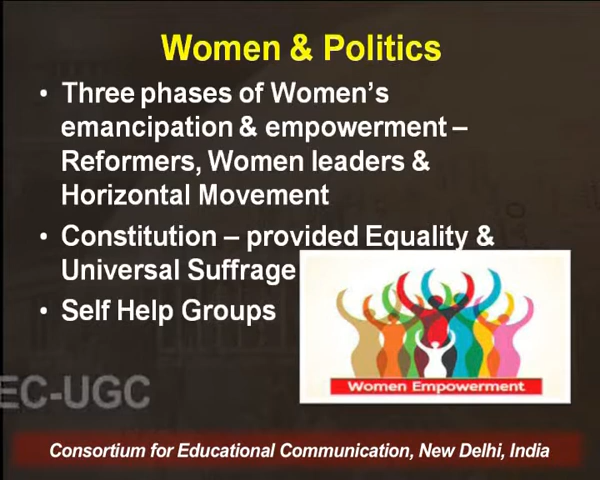 Women & Politics
• Three phases of Women's
emancipation & empowerment –
Reformers, Women leaders &
Horizontal Movement
• Constitution – provided Equality &
Universal Suffrage
• Self Help Groups
Women Empowerment
EC-UGC
Consortium for Educational Communication, New Delhi, India